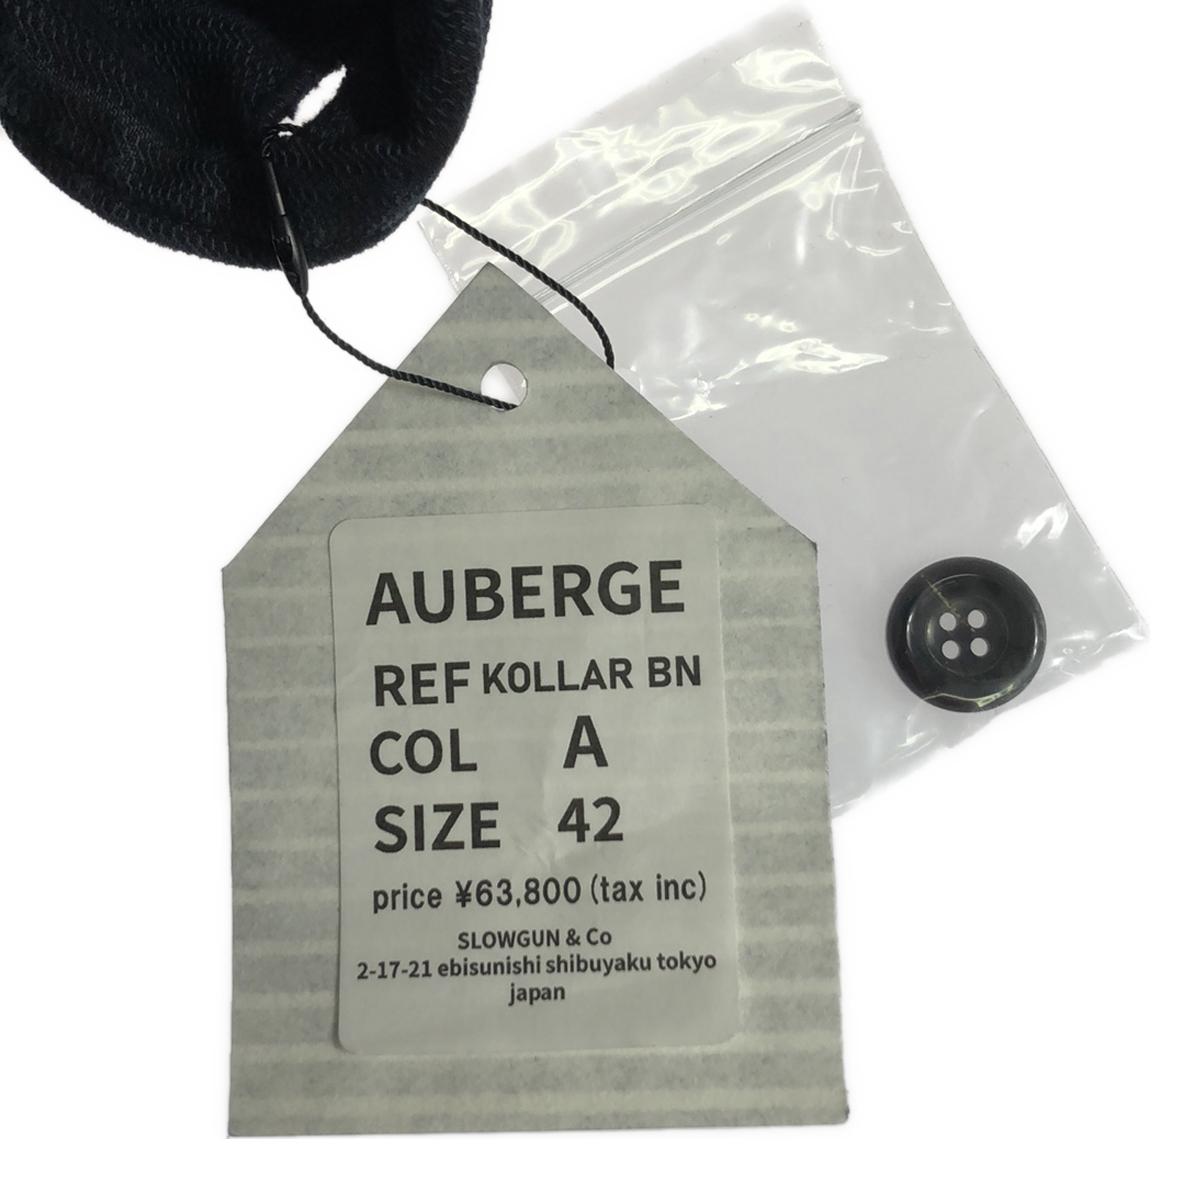 AUBERGE
REF KOLLAR BN
COL A
SIZE 42
price ¥63,800 (tax inc)
SLOWGUN & Co
2-17-21 ebisunishi shibuyaku tokyo
japan